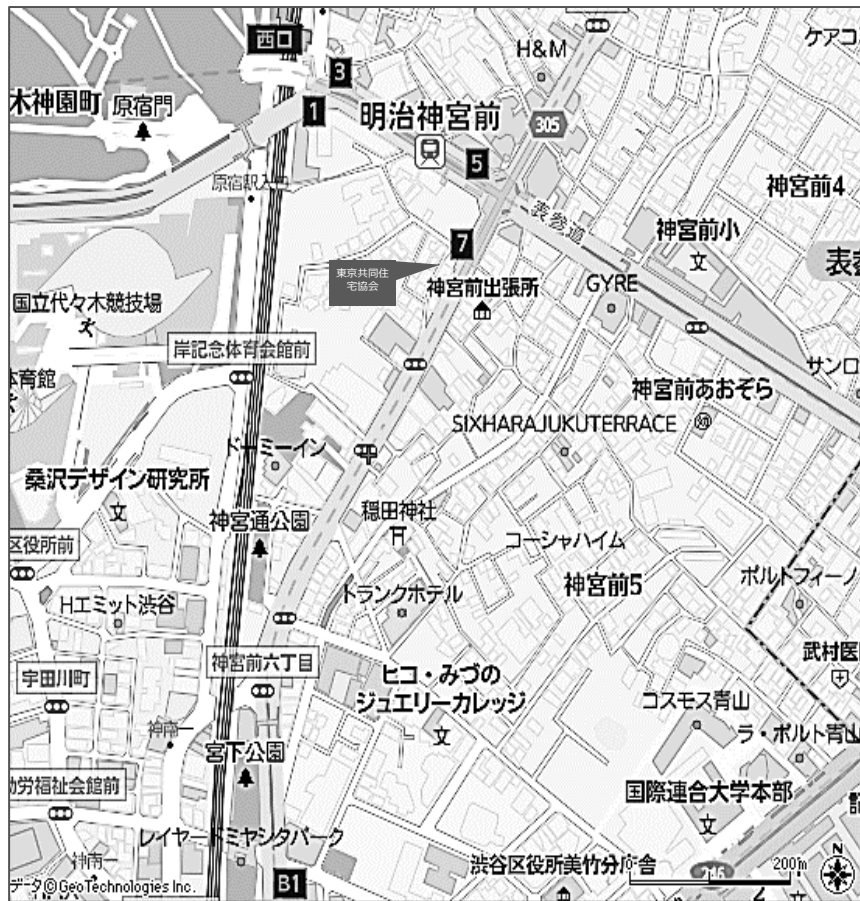 西口
H&M
ケアコス
3
木神園町
原宿門
1
明治神宮前
305
5
原宿駅入口
神宮前4
表参道
神宮前小
文
7
東京共同住
宅協会
表参
神宮前出張所
GYRE
国立代々木競技場
岸記念体育会館前
体育館
サンロ
神宮前あおぞら
SIXHARAJUKUTERRACE
ドーミーイン
桑沢デザイン研究所
文
穏田神社
神宮通公園
コーシャハイム
区役所前
神宮前5
ポルトフィーノ
Hエミット渋谷
トランクホテル
神宮前六丁目
武村医
宇田川町
ヒコ・みづの
ジュエリーカレッジ
コスモス青山
神南一
文
ラ・ポルト青山
宮下公園
国際連合大学本部
勤労福祉会館前
文
レイヤードミヤシタパーク
神南一
渋谷区役所美竹分庁舎
0
200m
N
246
B1
データ©GeoTechnologies Inc.
文